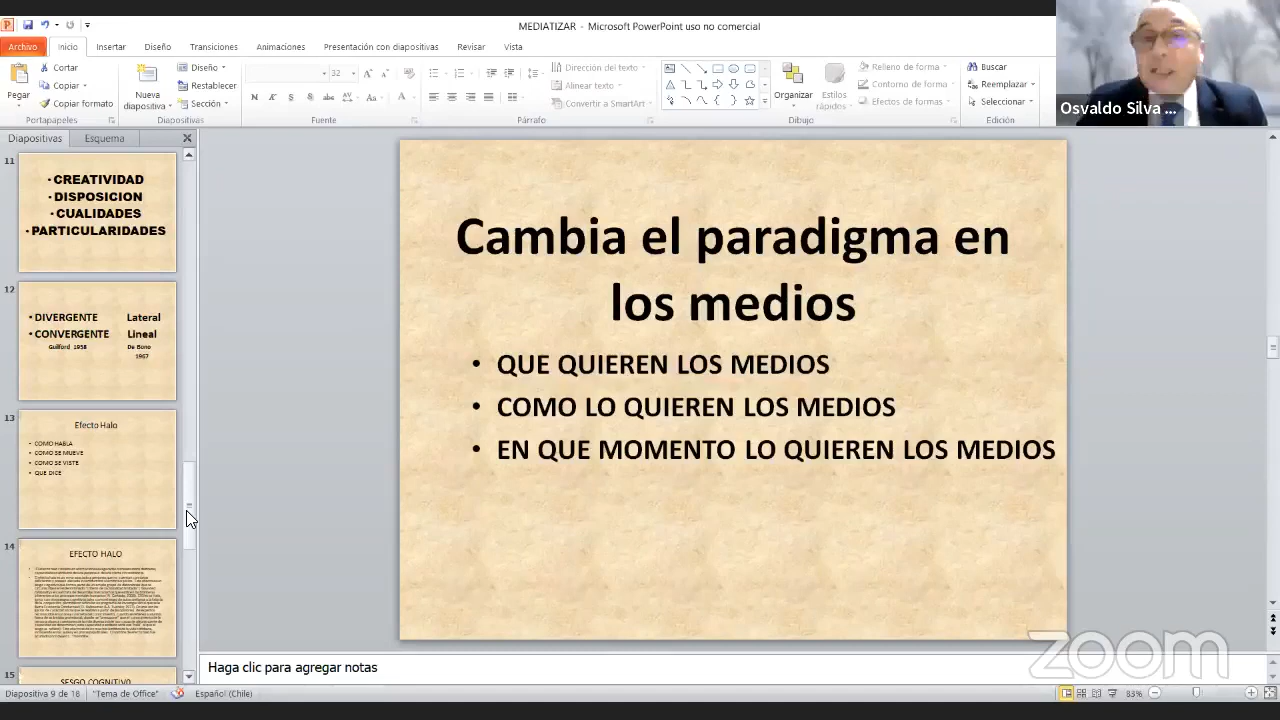 MEDIATIZAR - Microsoft PowerPoint uso no comercial
Archivo Inicio Insertar Diseño Transiciones Animaciones Presentación con diapositivas Revisar Vista
Pegar
Cortar
Copiar
Copiar formato
Portapapeles
Nueva diapositiva
Diseño
Restablecer
Sección
Diapositivas
32
Fuente
Dirección del texto
Alinear texto
Convertir a SmartArt
Párrafo
Organizar
Estilos rápidos
Relleno de forma
Contorno de forma
Efectos de formas
Dibujo
Buscar
Reemplazar
Seleccionar
Edición
Osvaldo Silva ...
Diapositivas Esquema
11
• CREATIVIDAD
• DISPOSICION
• CUALIDADES
• PARTICULARIDADES
12
• DIVERGENTE Lateral
• CONVERGENTE Lineal
Guilford 1958 De Bono
1967
13
Efecto Halo
• COMO HABLA
• COMO SE MUEVE
• COMO SE VISTE
• QUE DICE
14
EFECTO HALO
15
SESGO COGNITIVO
Cambia el paradigma en
los medios
• QUE QUIEREN LOS MEDIOS
• COMO LO QUIEREN LOS MEDIOS
• EN QUE MOMENTO LO QUIEREN LOS MEDIOS
zoom
Haga clic para agregar notas
Diapositiva 9 de 18 "Tema de Office" Español (Chile) 83%